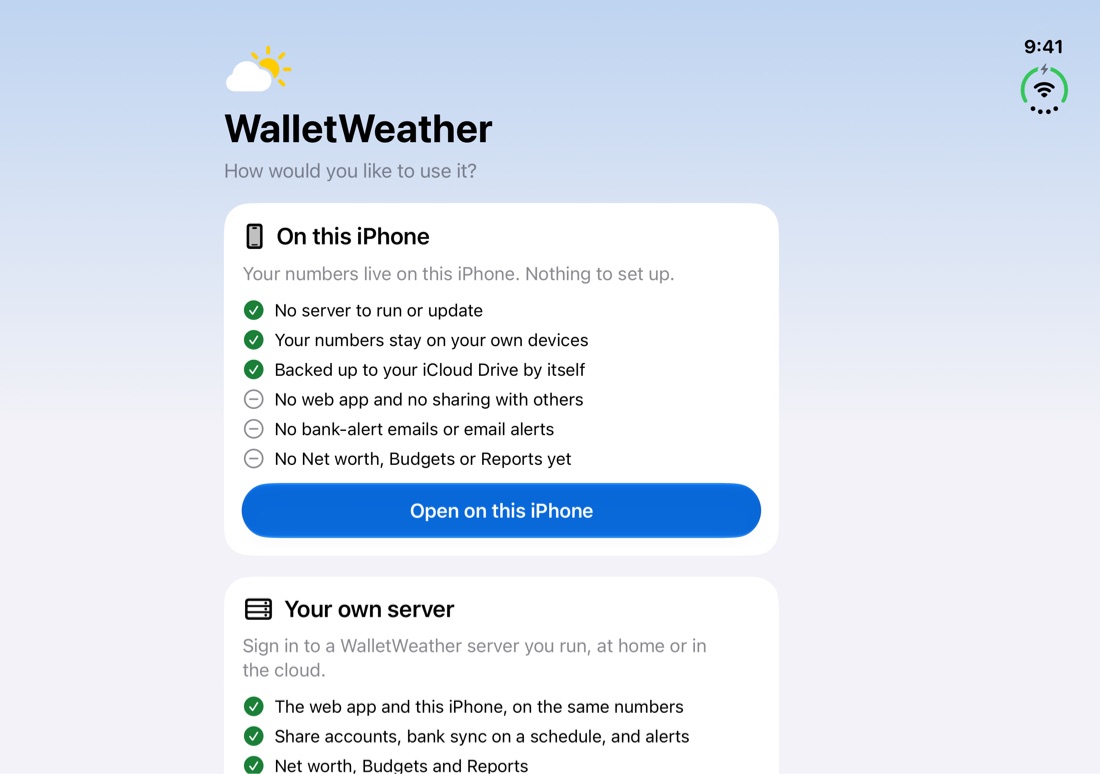 9:41
WalletWeather
How would you like to use it?
On this iPhone
Your numbers live on this iPhone. Nothing to set up.
No server to run or update
Your numbers stay on your own devices
Backed up to your iCloud Drive by itself
No web app and no sharing with others
No bank-alert emails or email alerts
No Net worth, Budgets or Reports yet
Open on this iPhone
Your own server
Sign in to a WalletWeather server you run, at home or in
the cloud.
The web app and this iPhone, on the same numbers
Share accounts, bank sync on a schedule, and alerts
Net worth, Budgets and Reports